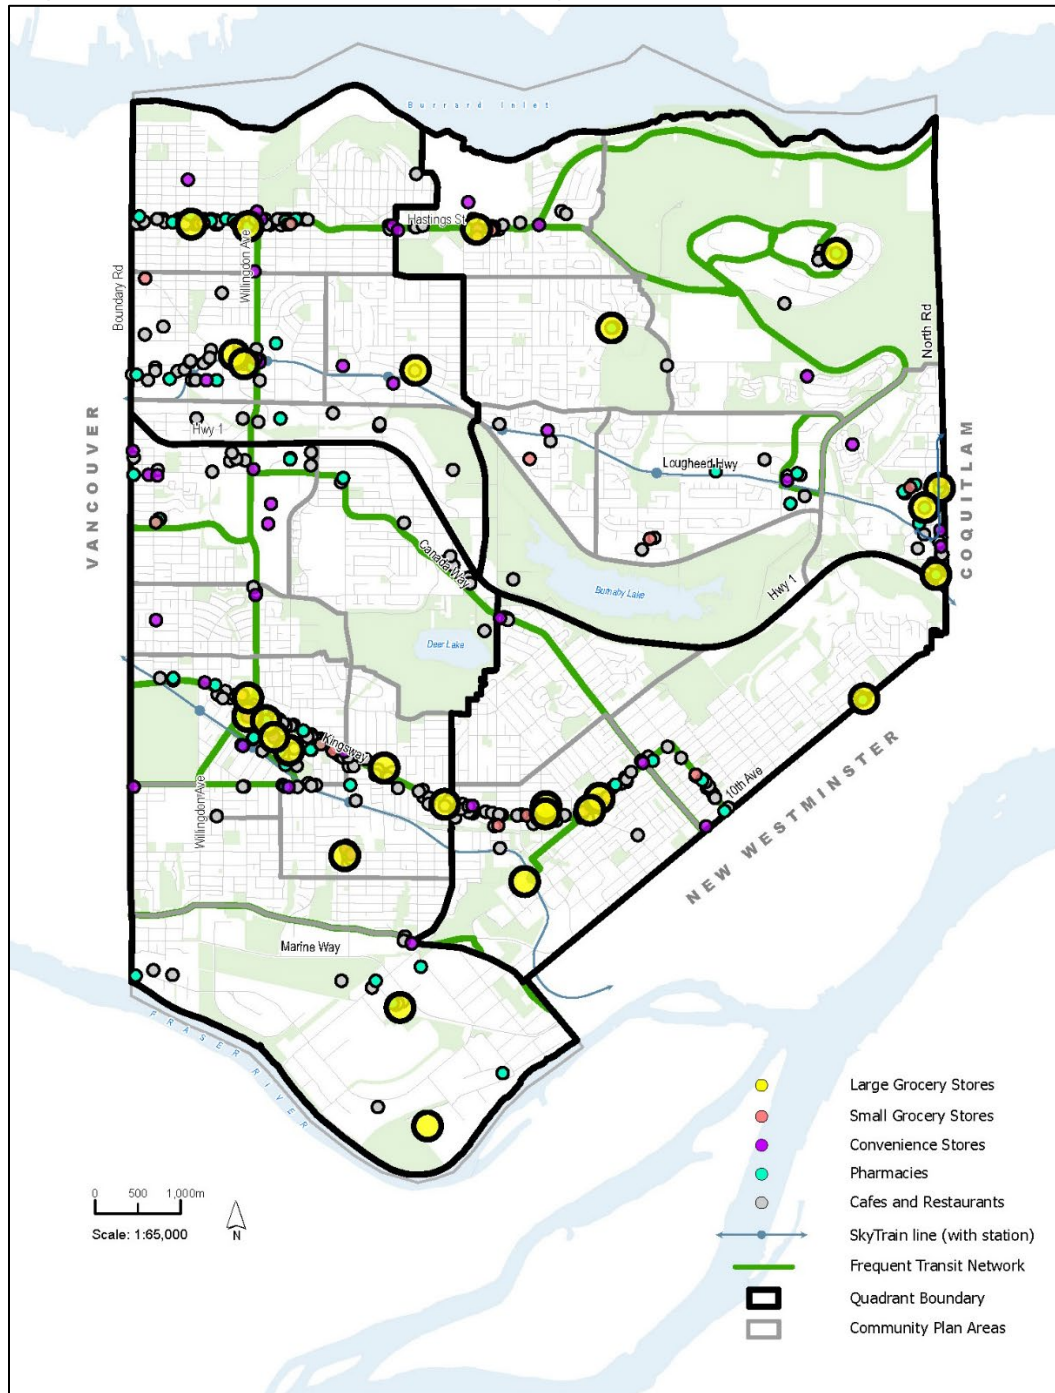 Burrard Inlet
Hastings St
Willingdon Ave
Boundary Rd
North Rd
VANCOUVER
Hwy 1
Lougheed Hwy
COQUITLAM
Canada Way
Burnaby Lake
Hwy 1
Deer Lake
Kingsway
10th Ave
Willingdon Ave
NEW WESTMINSTER
Marine Way
FRASER RIVER
Large Grocery Stores
Small Grocery Stores
Convenience Stores
Pharmacies
Cafes and Restaurants
SkyTrain line (with station)
Frequent Transit Network
Quadrant Boundary
Community Plan Areas
0 500 1,000m
Scale: 1:65,000
N